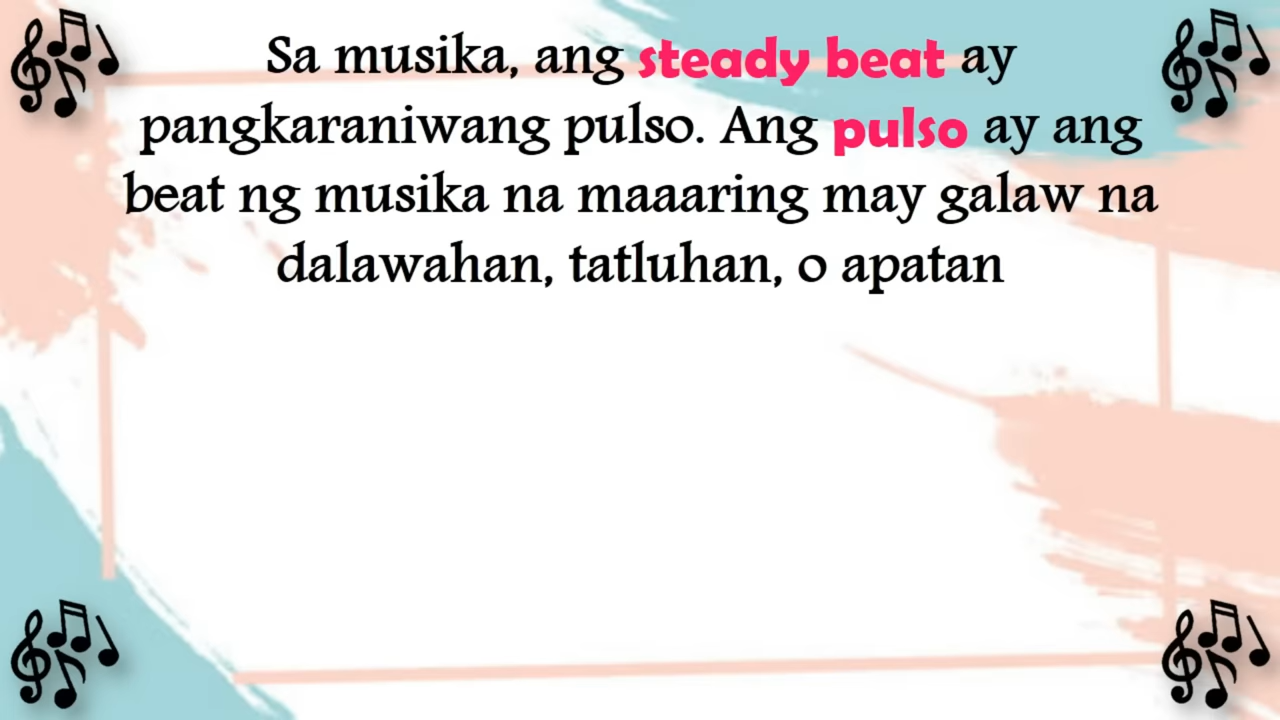 Sa musika, ang steady beat ay
pangkaraniwang pulso. Ang pulso ay ang
beat ng musika na maaaring may galaw na
dalawahan, tatluhan, o apatan